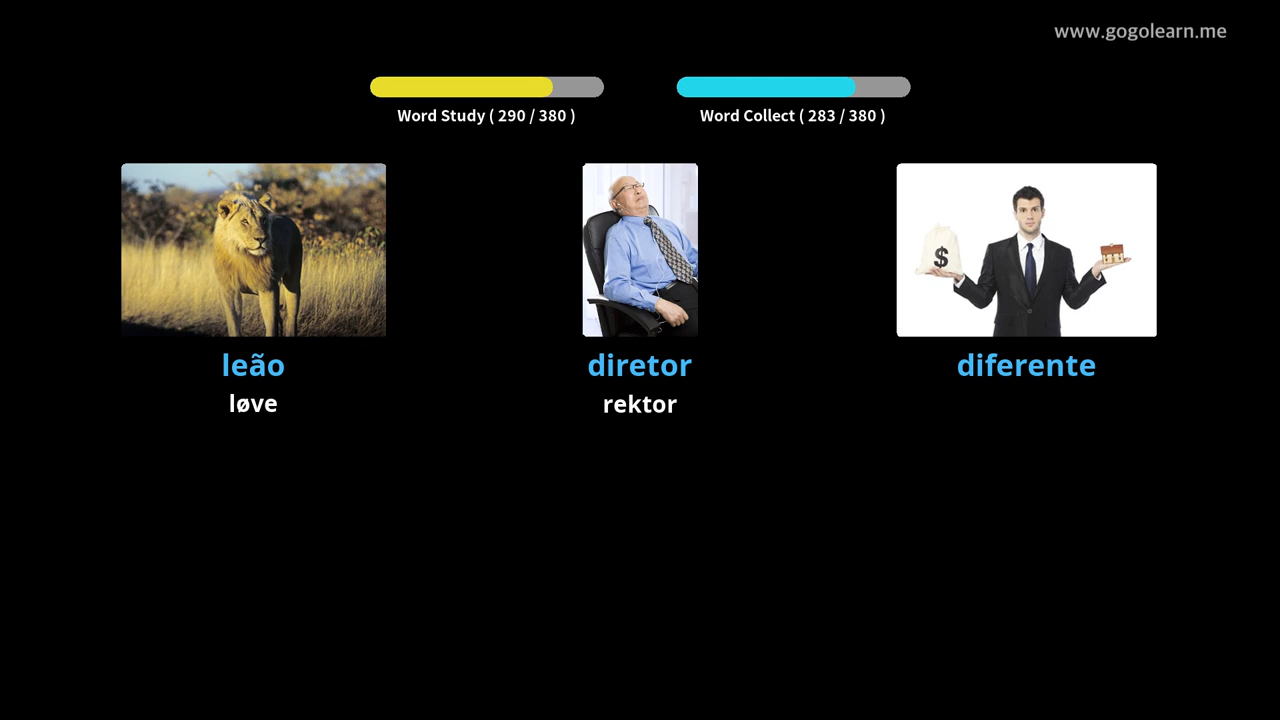 www.gogolearn.me
Word Study ( 290 / 380 )
Word Collect ( 283 / 380 )
$
leão
diretor
diferente
løve
rektor